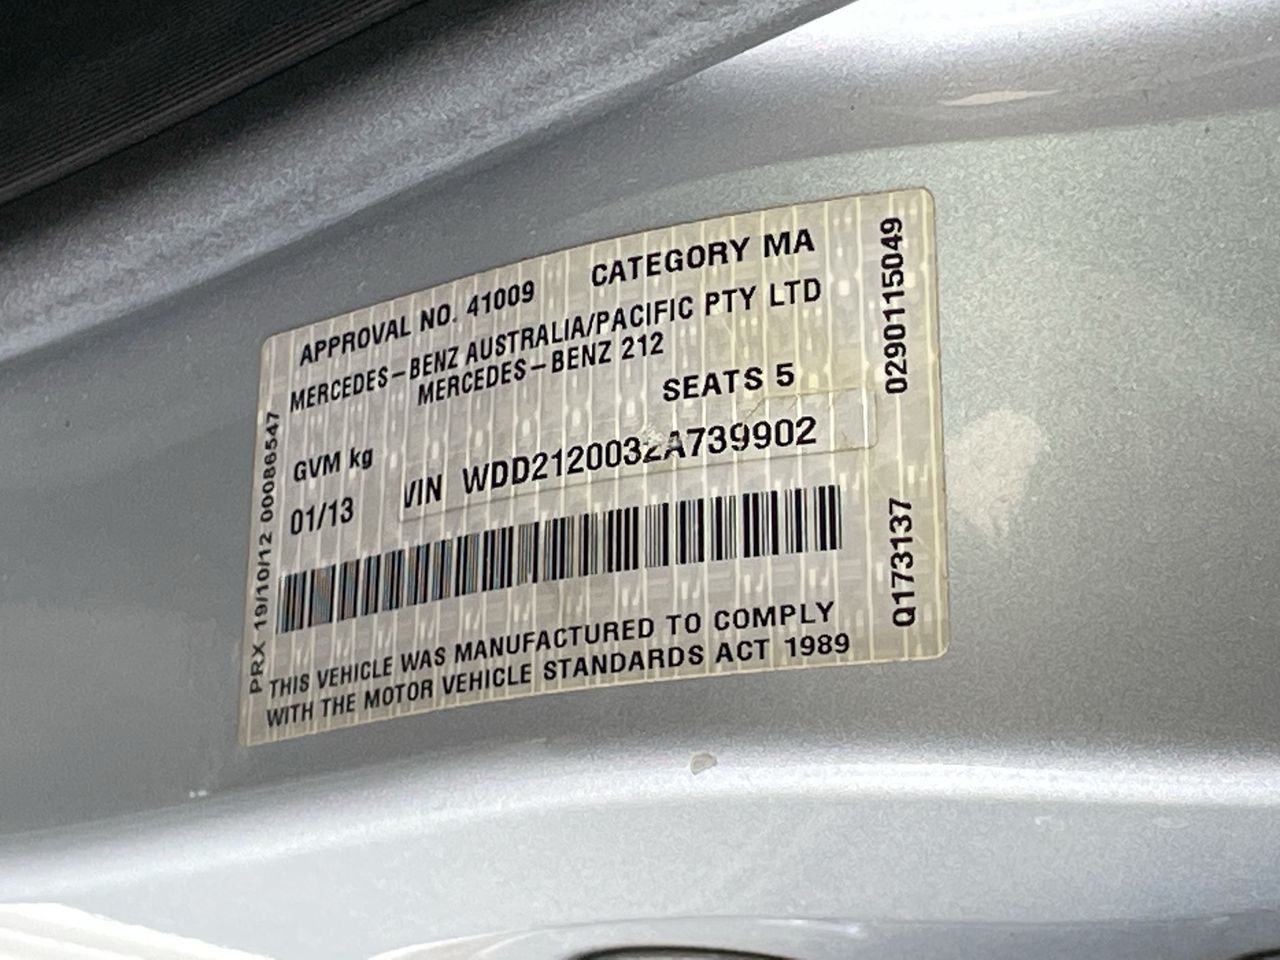 APPROVAL NO. 41009 CATEGORY MA
MERCEDES-BENZ AUSTRALIA/PACIFIC PTY LTD
MERCEDES-BENZ 212
SEATS 5
GVM kg
01/13 VIN WDD2120032A739902
THIS VEHICLE WAS MANUFACTURED TO COMPLY
WITH THE MOTOR VEHICLE STANDARDS ACT 1989
PRX 19/10/12 00086547
0290115049
Q173137